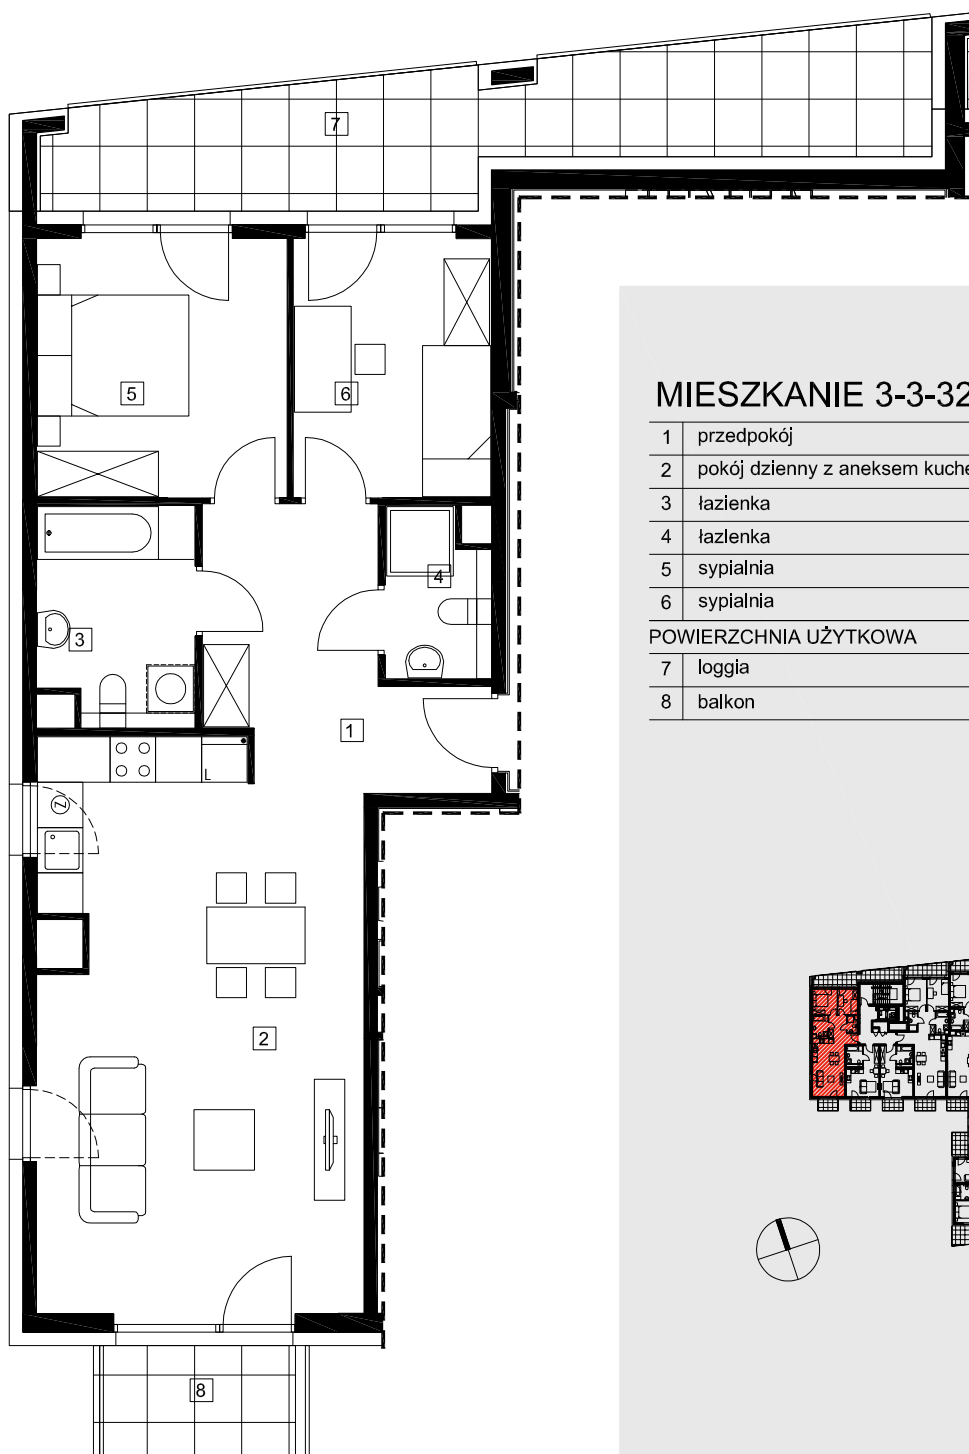 7
5
6
4
3
1
L
Z
2
8
MIESZKANIE 3-3-32
1 przedpokój
2 pokój dzienny z aneksem kuche
3 łazienka
4 łazienka
5 sypialnia
6 sypialnia
POWIERZCHNIA UŻYTKOWA
7 loggia
8 balkon